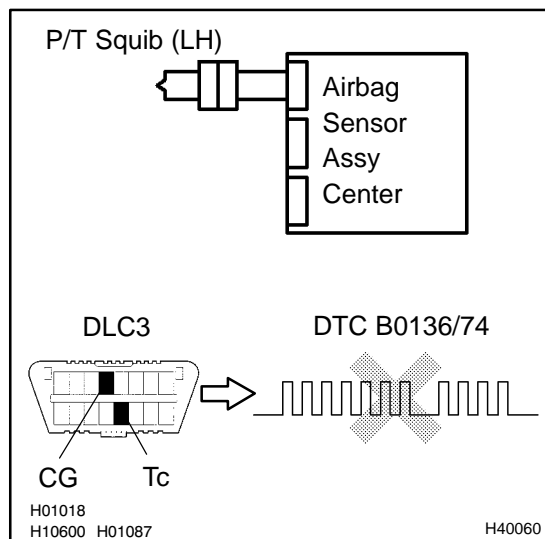 P/T Squib (LH)
Airbag
Sensor
Assy
Center
DLC3
DTC B0136/74
CG
Tc
H01018
H10600 H01087
H40060